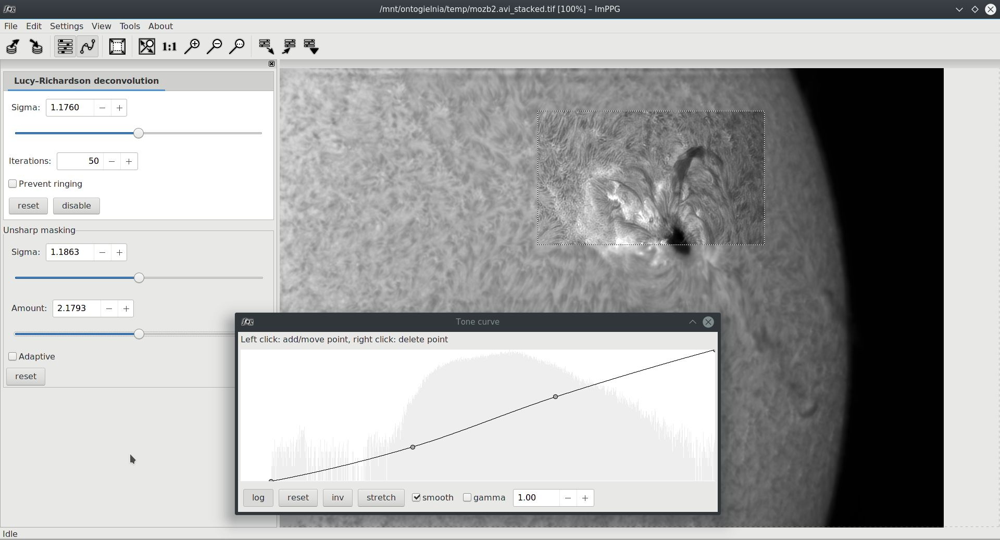 /mnt/ontogielnia/temp/mozb2.avi_stacked.tif [100%] – ImPPG
File Edit Settings View Tools About
1:1
Lucy–Richardson deconvolution
Sigma: 1.1760 − +
Iterations: 50 − +
Prevent ringing
reset disable
Unsharp masking
Sigma: 1.1863 − +
Amount: 2.1793 − +
Adaptive
reset
Tone curve
Left click: add/move point, right click: delete point
log reset inv stretch smooth gamma 1.00 − +
Idle